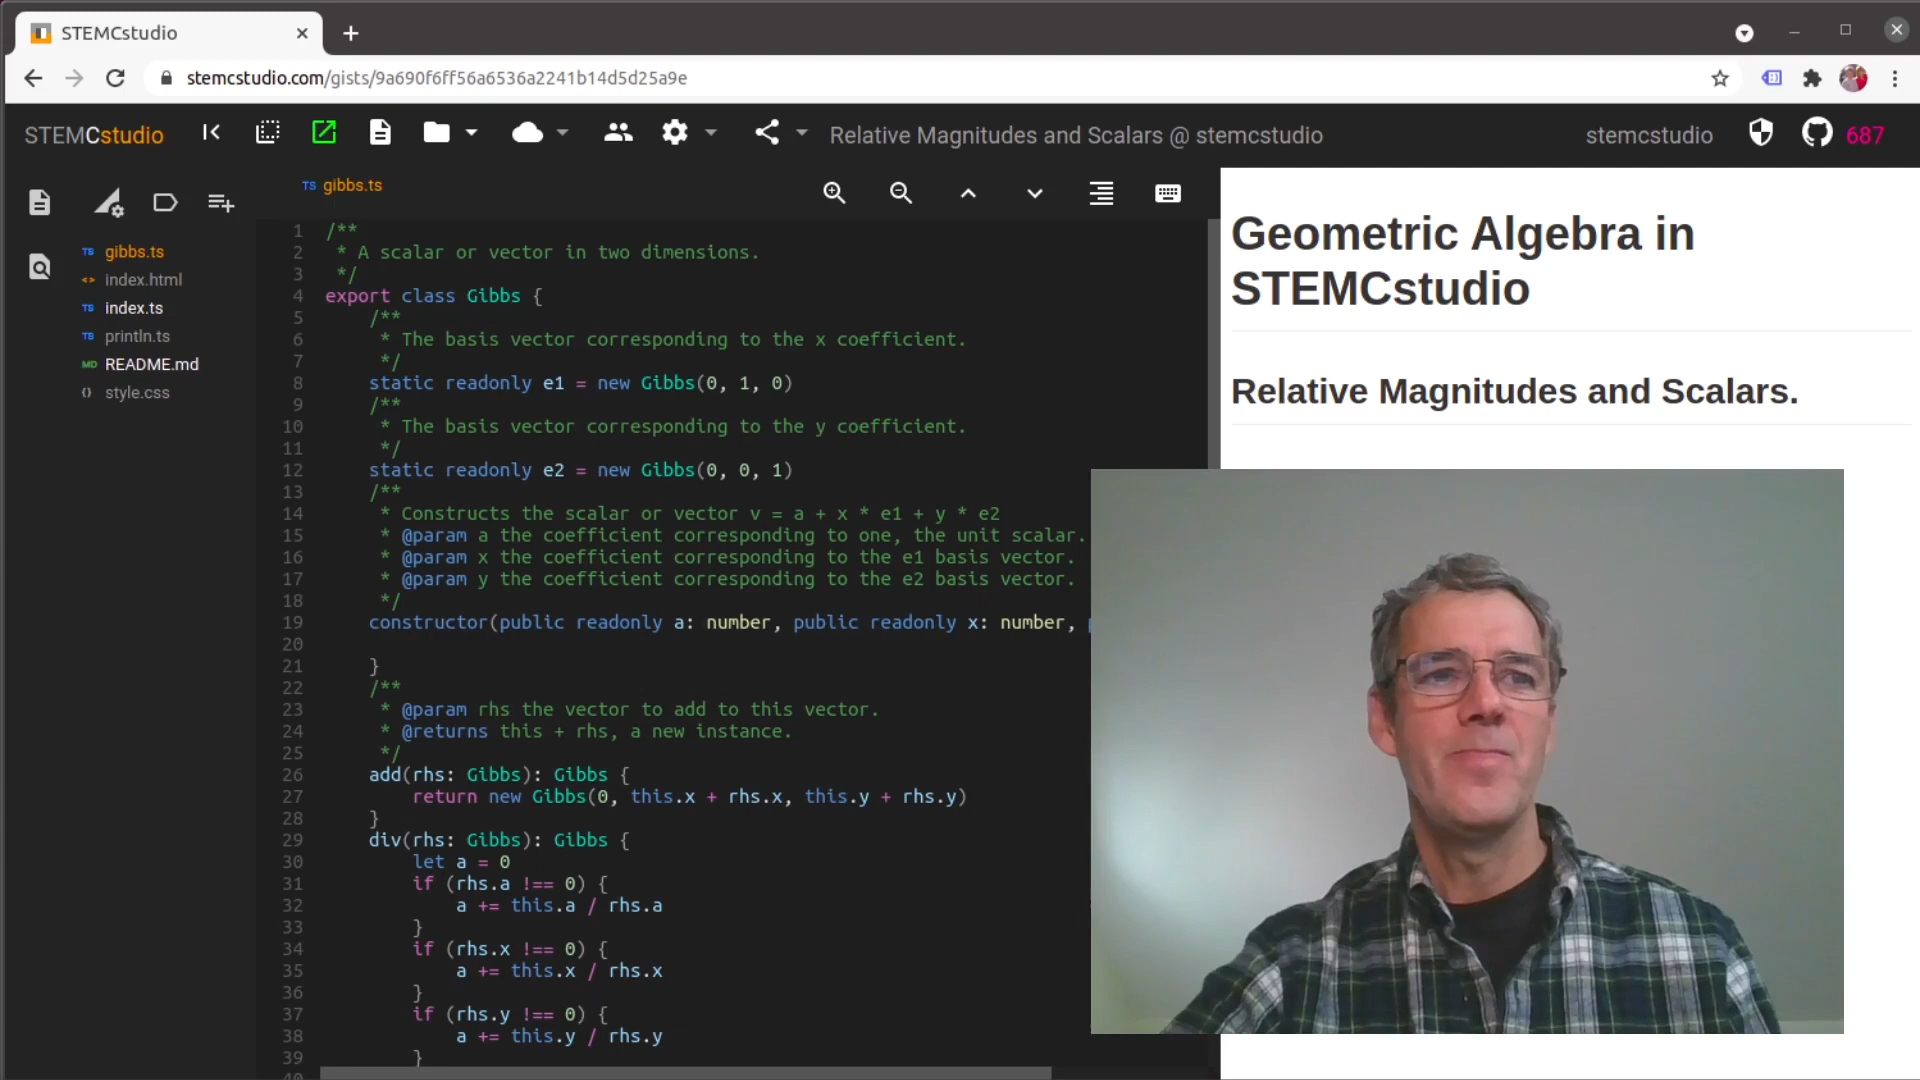 STEMCstudio
stemcstudio.com/gists/9a690f6ff56a6536a2241b14d5d25a9e
STEMCstudio
Relative Magnitudes and Scalars @ stemcstudio
stemcstudio
687
TS gibbs.ts
TS gibbs.ts
<> index.html
TS index.ts
TS println.ts
MD README.md
{} style.css
1 /**
2  * A scalar or vector in two dimensions.
3  */
4 export class Gibbs {
5     /**
6      * The basis vector corresponding to the x coefficient.
7      */
8     static readonly e1 = new Gibbs(0, 1, 0)
9     /**
10      * The basis vector corresponding to the y coefficient.
11      */
12     static readonly e2 = new Gibbs(0, 0, 1)
13     /**
14      * Constructs the scalar or vector v = a + x * e1 + y * e2
15      * @param a the coefficient corresponding to one, the unit scalar.
16      * @param x the coefficient corresponding to the e1 basis vector.
17      * @param y the coefficient corresponding to the e2 basis vector.
18      */
19     constructor(public readonly a: number, public readonly x: number,
20
21     }
22     /**
23      * @param rhs the vector to add to this vector.
24      * @returns this + rhs, a new instance.
25      */
26     add(rhs: Gibbs): Gibbs {
27         return new Gibbs(0, this.x + rhs.x, this.y + rhs.y)
28     }
29     div(rhs: Gibbs): Gibbs {
30         let a = 0
31         if (rhs.a !== 0) {
32             a += this.a / rhs.a
33         }
34         if (rhs.x !== 0) {
35             a += this.x / rhs.x
36         }
37         if (rhs.y !== 0) {
38             a += this.y / rhs.y
39         }
Geometric Algebra in
STEMCstudio
Relative Magnitudes and Scalars.